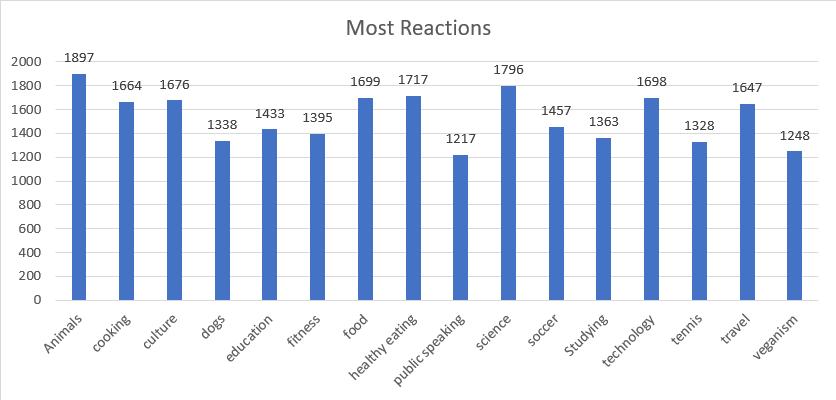 Most Reactions
2000
1800
1600
1400
1200
1000
800
600
400
200
0
1897
1664
1676
1338
1433
1395
1699
1717
1217
1796
1457
1363
1698
1328
1647
1248
Animals
cooking
culture
dogs
education
fitness
food
healthy eating
public speaking
science
soccer
Studying
technology
tennis
travel
veganism